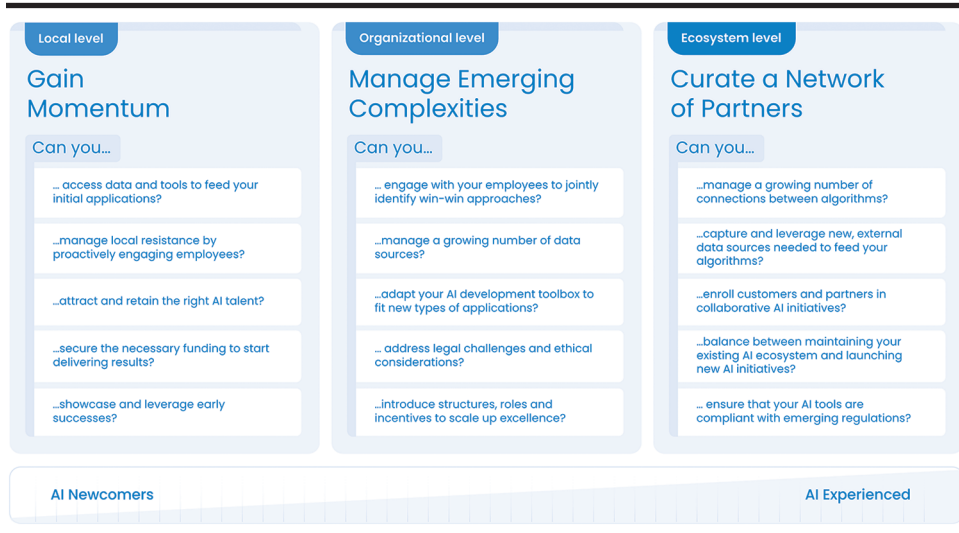 Local level
Gain
Momentum
Can you...
... access data and tools to feed your
initial applications?
...manage local resistance by
proactively engaging employees?
...attract and retain the right AI talent?
...secure the necessary funding to start
delivering results?
...showcase and leverage early
successes?
Organizational level
Manage Emerging
Complexities
Can you...
... engage with your employees to jointly
identify win-win approaches?
...manage a growing number of data
sources?
...adapt your AI development toolbox to
fit new types of applications?
... address legal challenges and ethical
considerations?
...introduce structures, roles and
incentives to scale up excellence?
Ecosystem level
Curate a Network
of Partners
Can you...
...manage a growing number of
connections between algorithms?
...capture and leverage new, external
data sources needed to feed your
algorithms?
...enroll customers and partners in
collaborative AI initiatives?
...balance between maintaining your
existing AI ecosystem and launching
new AI initiatives?
... ensure that your AI tools are
compliant with emerging regulations?
AI Newcomers
AI Experienced